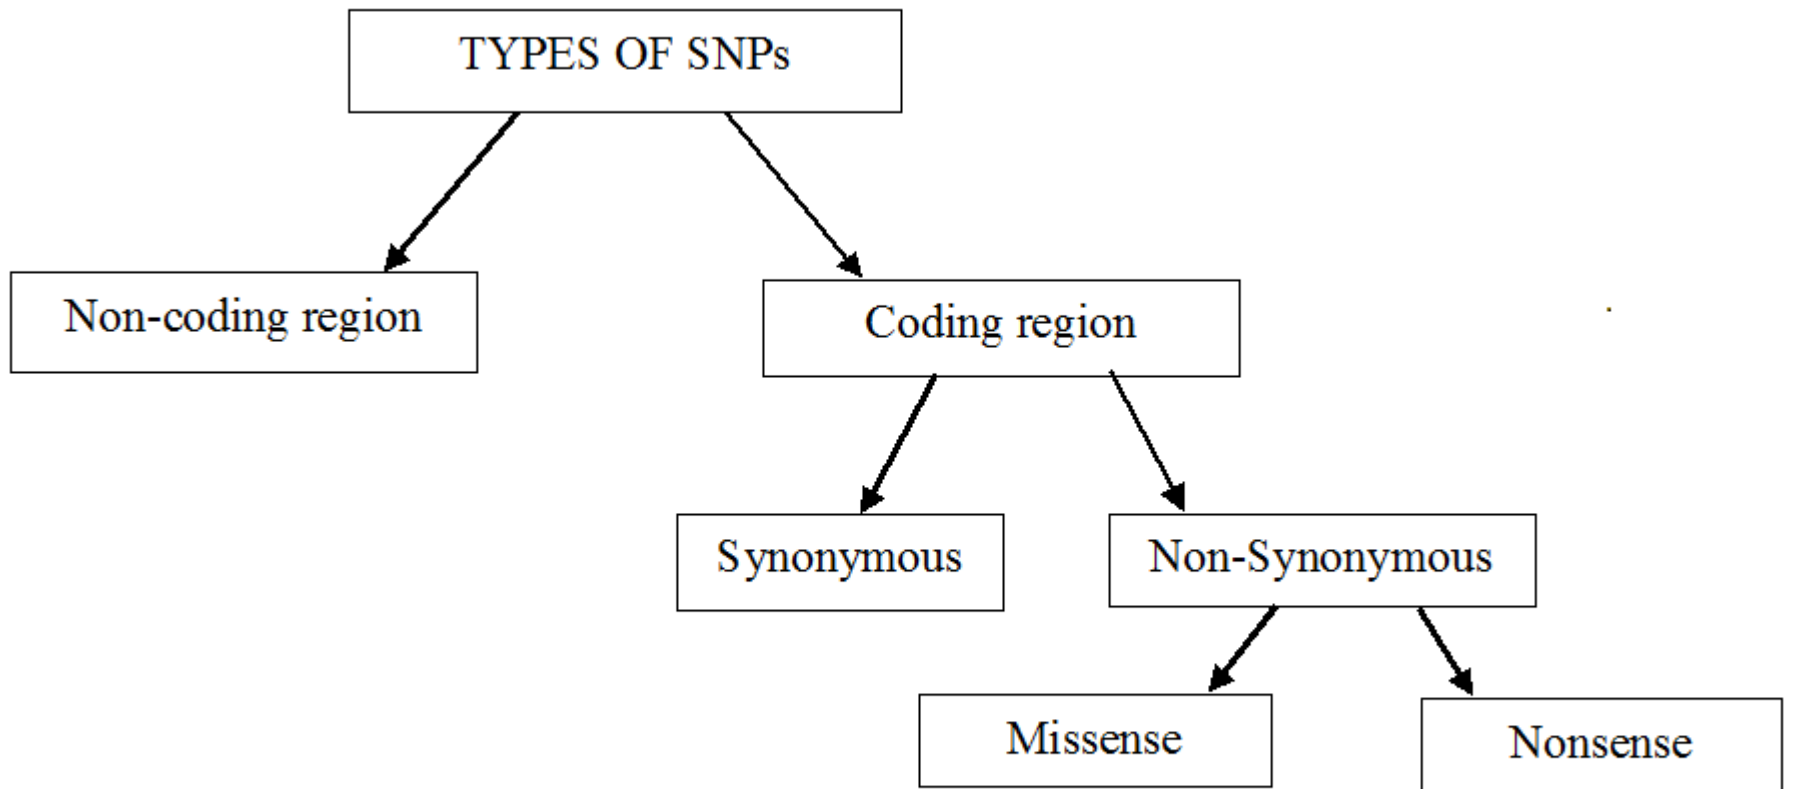 TYPES OF SNPs
Non-coding region
Coding region
Synonymous
Non-Synonymous
Missense
Nonsense